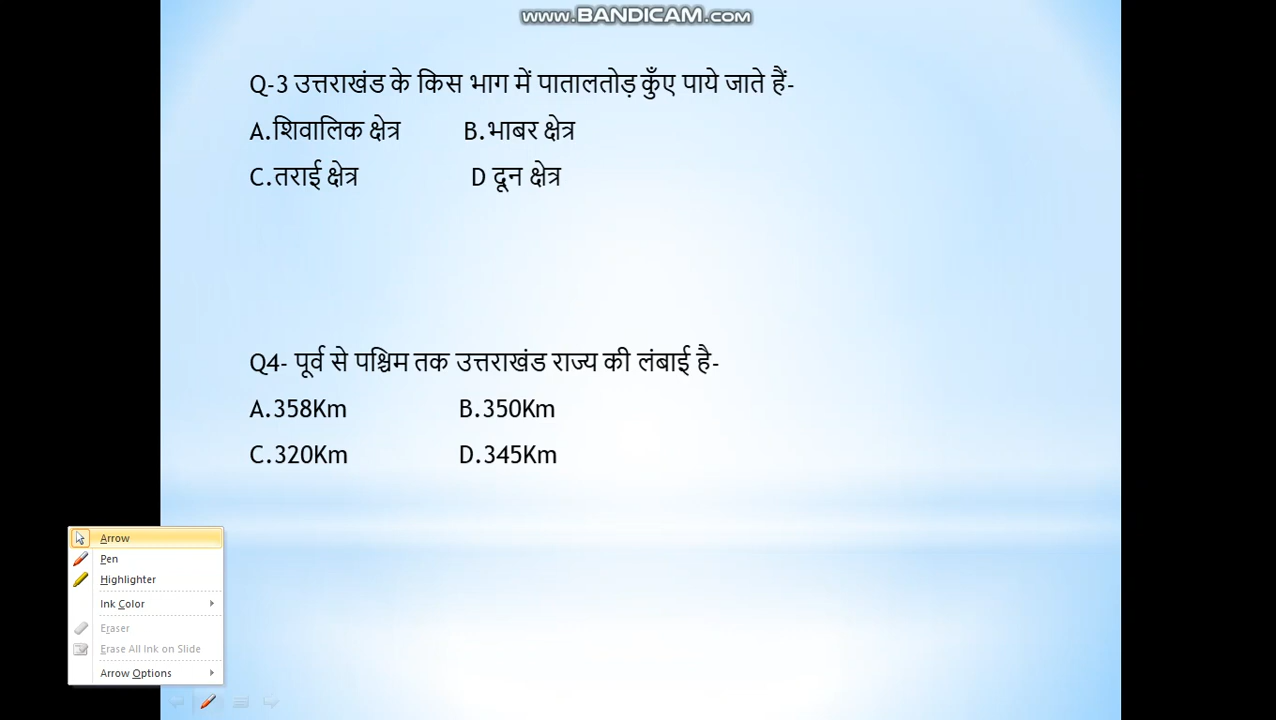 www.BANDICAM.com
Q-3 उत्तराखंड के किस भाग में पातालतोड़ कुँए पाये जाते हैं-
A.शिवालिक क्षेत्र B.भाबर क्षेत्र
C.तराई क्षेत्र D दून क्षेत्र
Q4- पूर्व से पश्चिम तक उत्तराखंड राज्य की लंबाई है-
A.358Km B.350Km
C.320Km D.345Km
Arrow
Pen
Highlighter
Ink Color
Eraser
Erase All Ink on Slide
Arrow Options